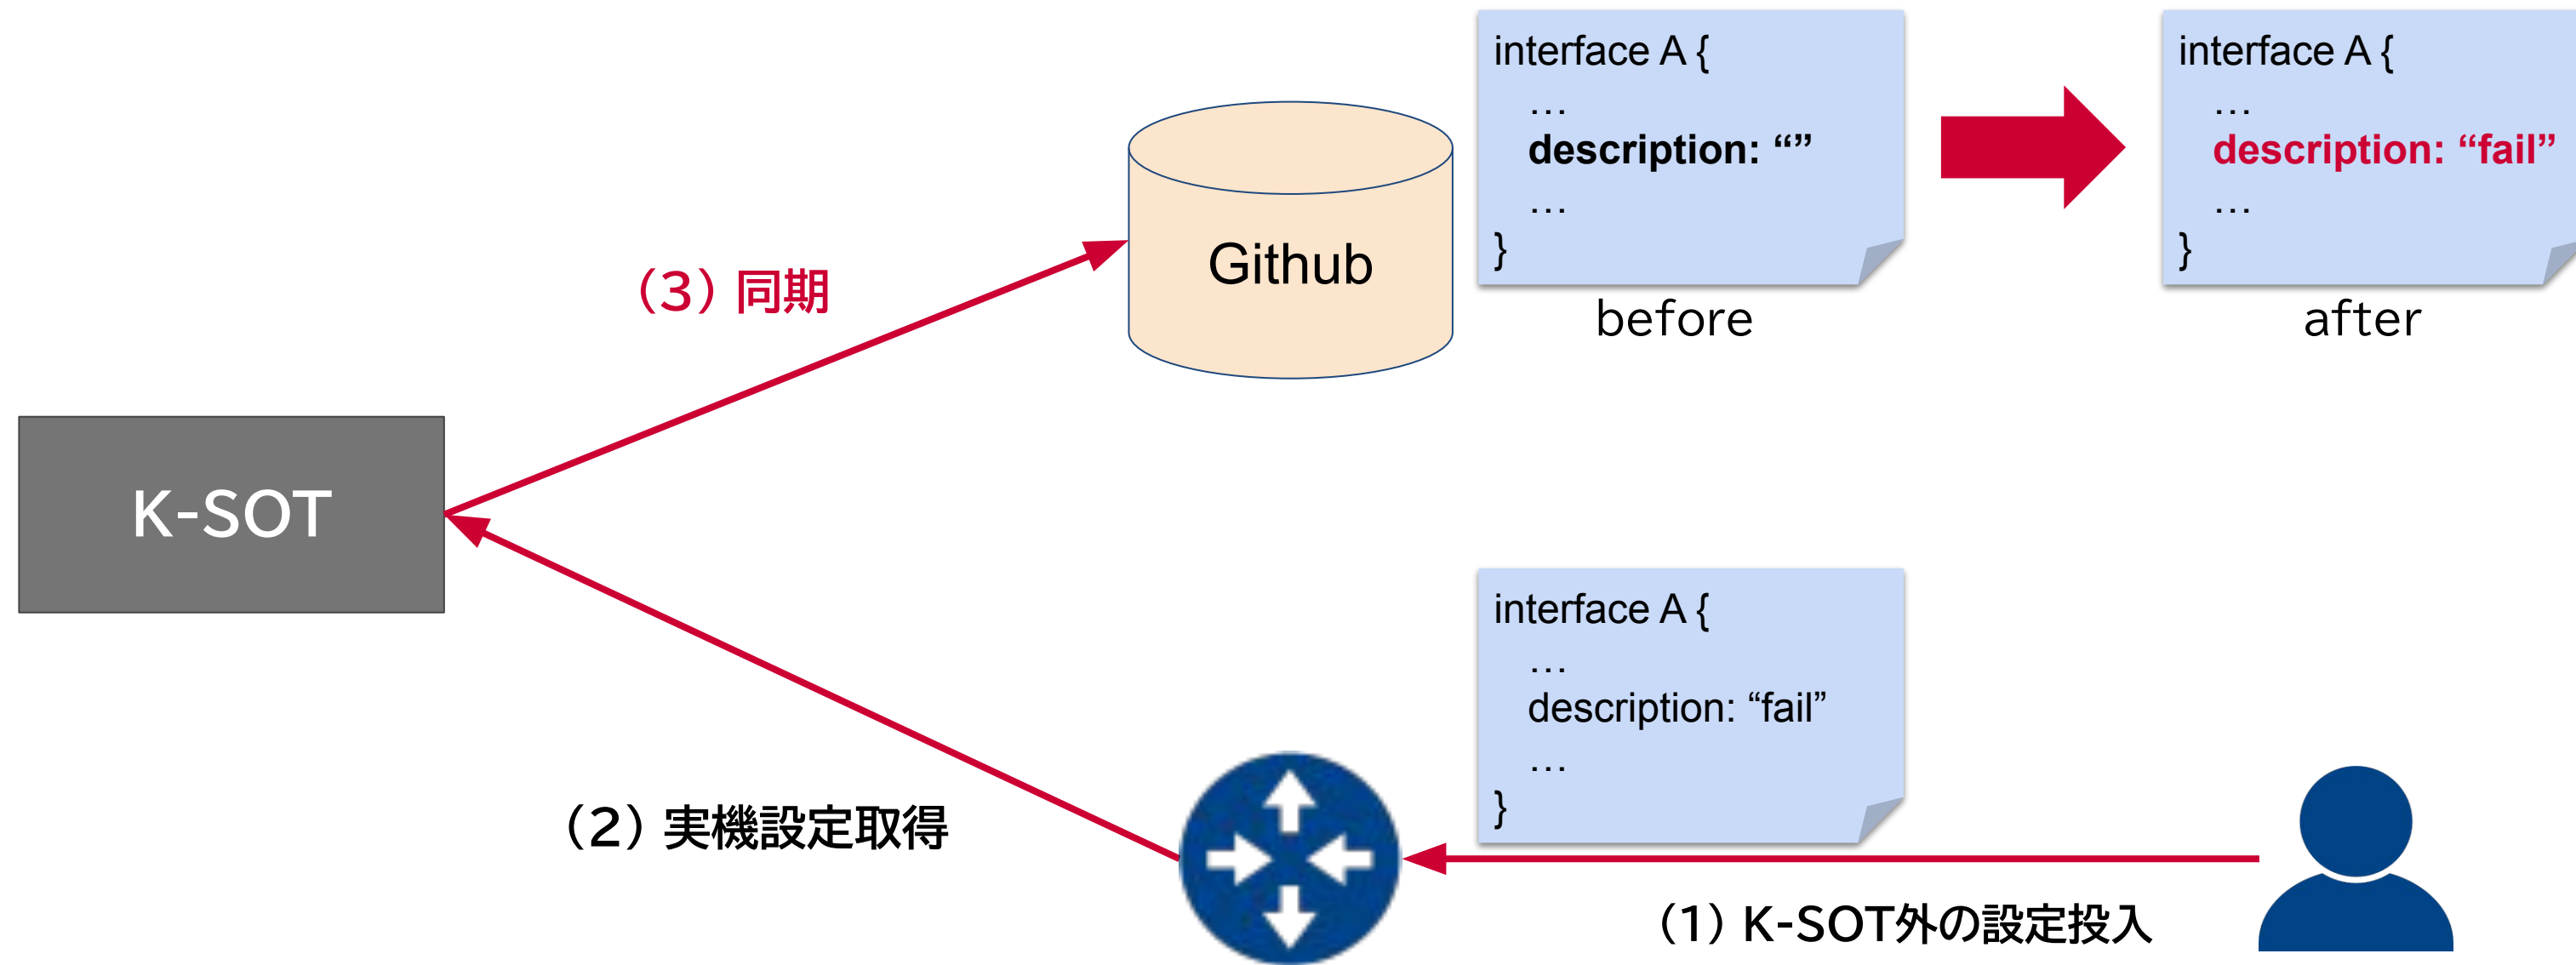 interface A {
…
description: “”
…
}
before
interface A {
…
description: “fail”
…
}
after
Github
（3） 同期
K-SOT
interface A {
…
description: “fail”
…
}
（2） 実機設定取得
（1） K-SOT外の設定投入